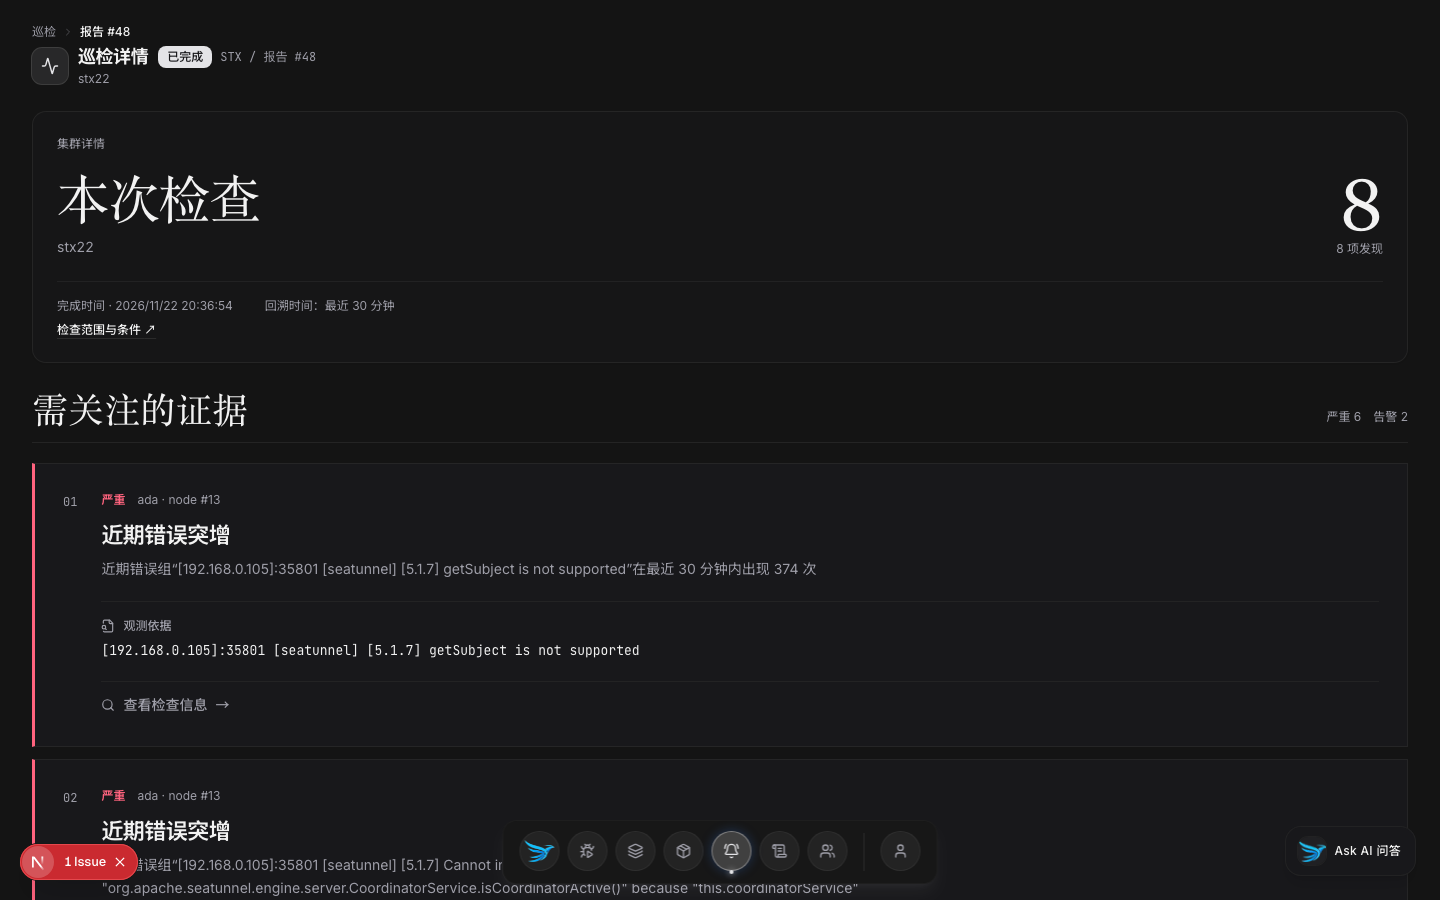 巡检 › 报告 #48
巡检详情 已完成 STX / 报告 #48
stx22
集群详情
本次检查
8
stx22
8 项发现
完成时间 · 2026/11/22 20:36:54 回溯时间：最近 30 分钟
检查范围与条件 ↗
需关注的证据
严重 6 告警 2
01 严重 ada · node #13
近期错误突增
近期错误组“[192.168.0.105]:35801 [seatunnel] [5.1.7] getSubject is not supported”在最近 30 分钟内出现 374 次
观测依据
[192.168.0.105]:35801 [seatunnel] [5.1.7] getSubject is not supported
查看检查信息 →
02 严重 ada · node #13
近期错误突增
错误组“[192.168.0.105]:35801 [seatunnel] [5.1.7] Cannot in
"org.apache.seatunnel.engine.server.CoordinatorService.isCoordinatorActive()" because "this.coordinatorService"
N 1 Issue ×
Ask AI 问答